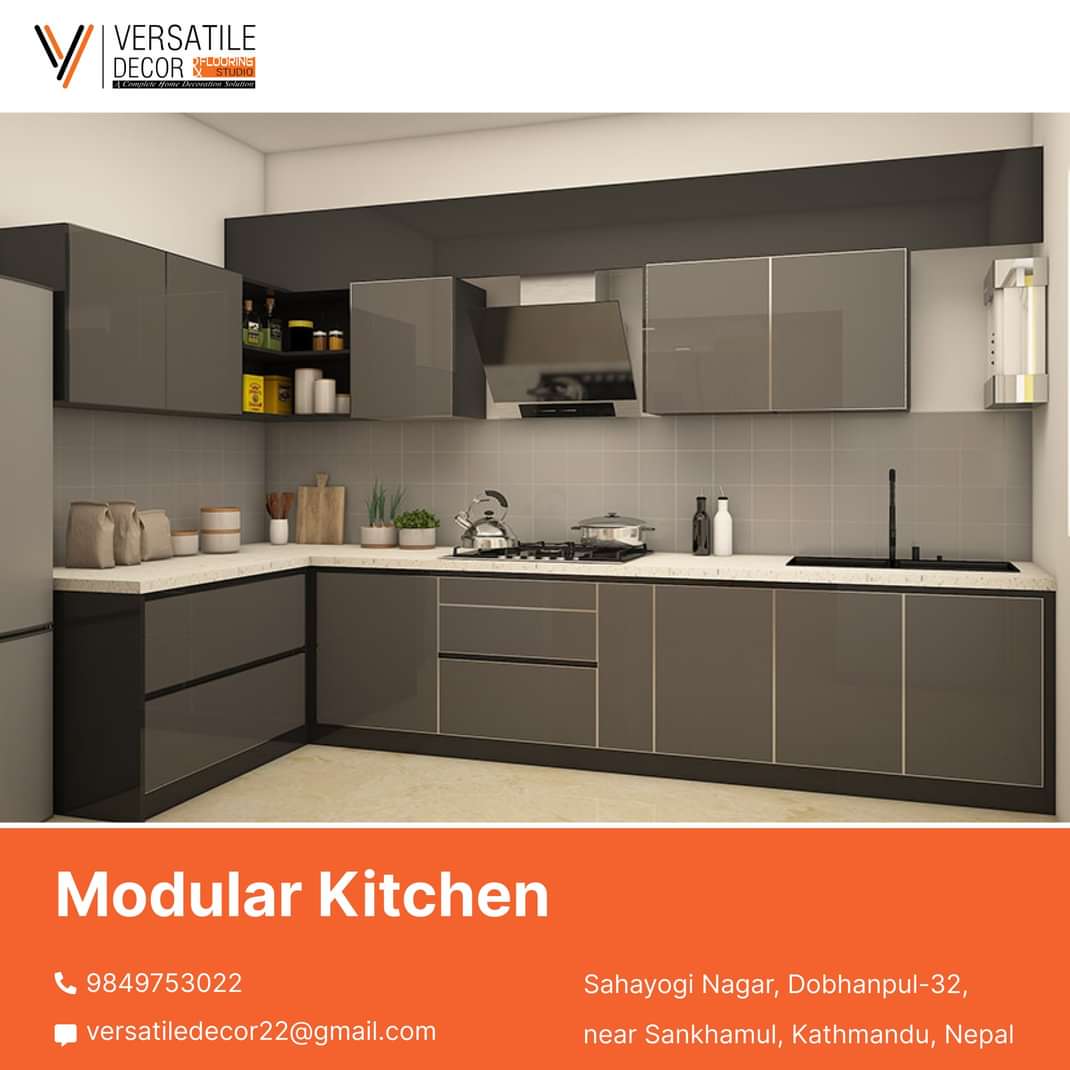 VERSATILE
DECOR & FLOORING
STUDIO
A Complete Home Decoration Solution
Modular Kitchen
9849753022
versatiledecor22@gmail.com
Sahayogi Nagar, Dobhanpul-32,
near Sankhamul, Kathmandu, Nepal